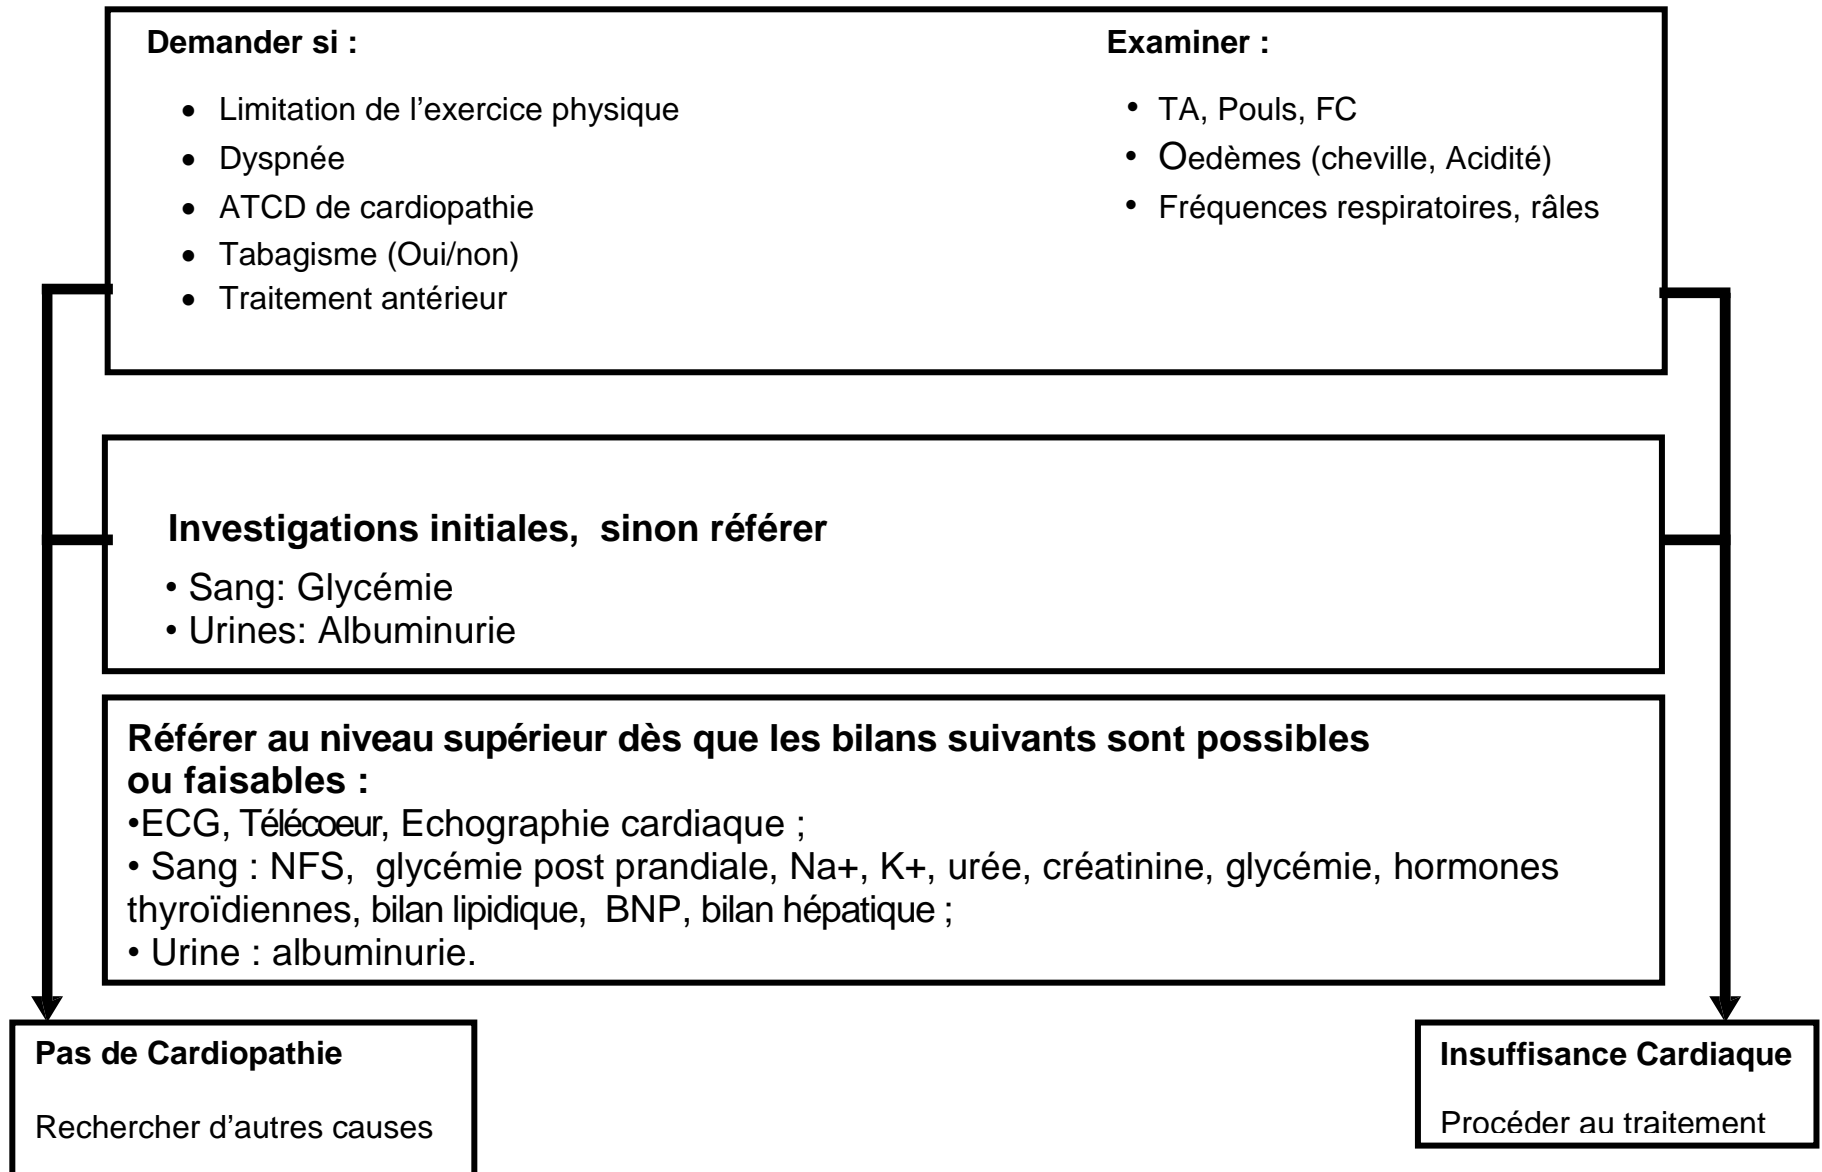 Demander si :
• Limitation de l'exercice physique
• Dyspnée
• ATCD de cardiopathie
• Tabagisme (Oui/non)
• Traitement antérieur
Examiner :
• TA, Pouls, FC
• Oedèmes (cheville, Acidité)
• Fréquences respiratoires, râles
Investigations initiales, sinon référer
• Sang: Glycémie
• Urines: Albuminurie
Référer au niveau supérieur dès que les bilans suivants sont possibles
ou faisables :
•ECG, Télécoeur, Echographie cardiaque ;
• Sang : NFS, glycémie post prandiale, Na+, K+, urée, créatinine, glycémie, hormones
thyroïdiennes, bilan lipidique, BNP, bilan hépatique ;
• Urine : albuminurie.
Pas de Cardiopathie
Rechercher d'autres causes
Insuffisance Cardiaque
Procéder au traitement